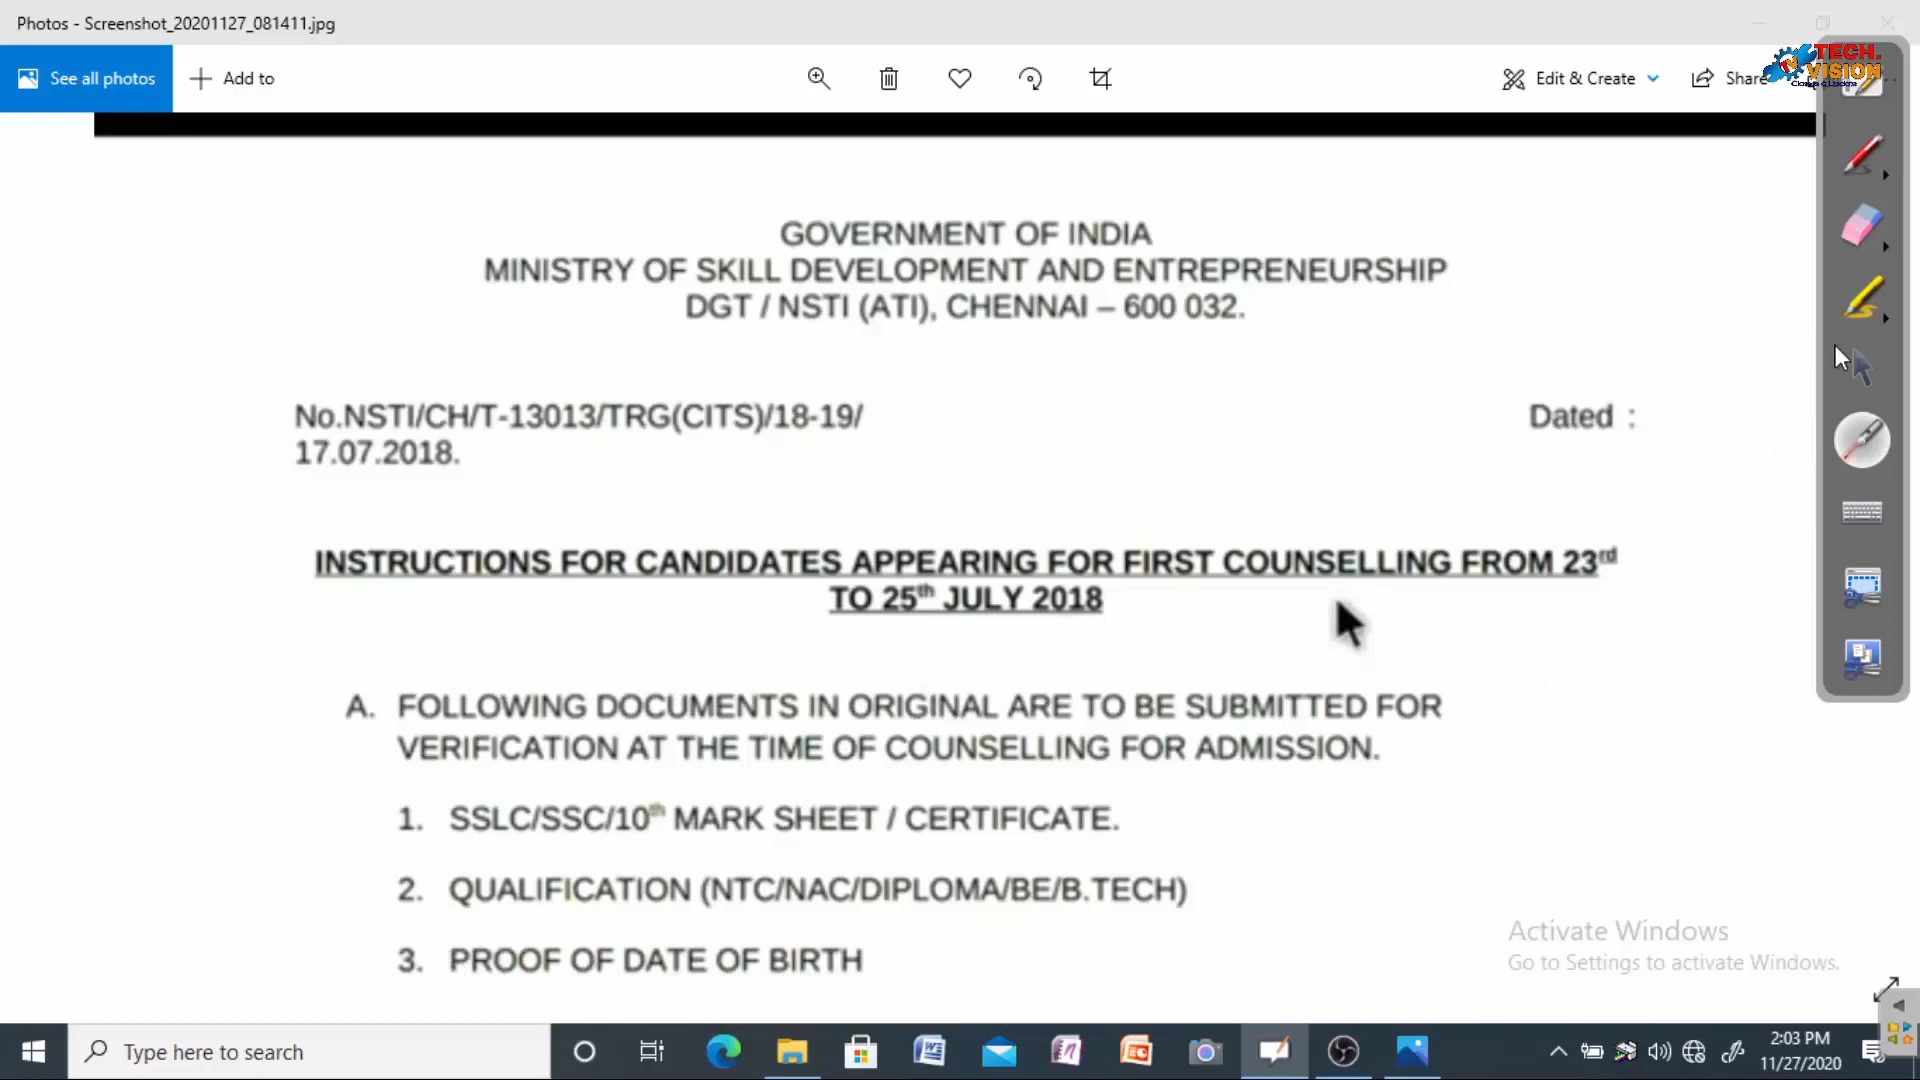 Photos - Screenshot_20201127_081411.jpg
See all photos
Add to
Edit & Create
Share
TECH.
VISION
GOVERNMENT OF INDIA
MINISTRY OF SKILL DEVELOPMENT AND ENTREPRENEURSHIP
DGT / NSTI (ATI), CHENNAI – 600 032.
No.NSTI/CH/T-13013/TRG(CITS)/18-19/ Dated :
17.07.2018.
INSTRUCTIONS FOR CANDIDATES APPEARING FOR FIRST COUNSELLING FROM 23rd
TO 25th JULY 2018
A. FOLLOWING DOCUMENTS IN ORIGINAL ARE TO BE SUBMITTED FOR
VERIFICATION AT THE TIME OF COUNSELLING FOR ADMISSION.
1. SSLC/SSC/10th MARK SHEET / CERTIFICATE.
2. QUALIFICATION (NTC/NAC/DIPLOMA/BE/B.TECH)
3. PROOF OF DATE OF BIRTH
Activate Windows
Go to Settings to activate Windows.
Type here to search
2:03 PM
11/27/2020